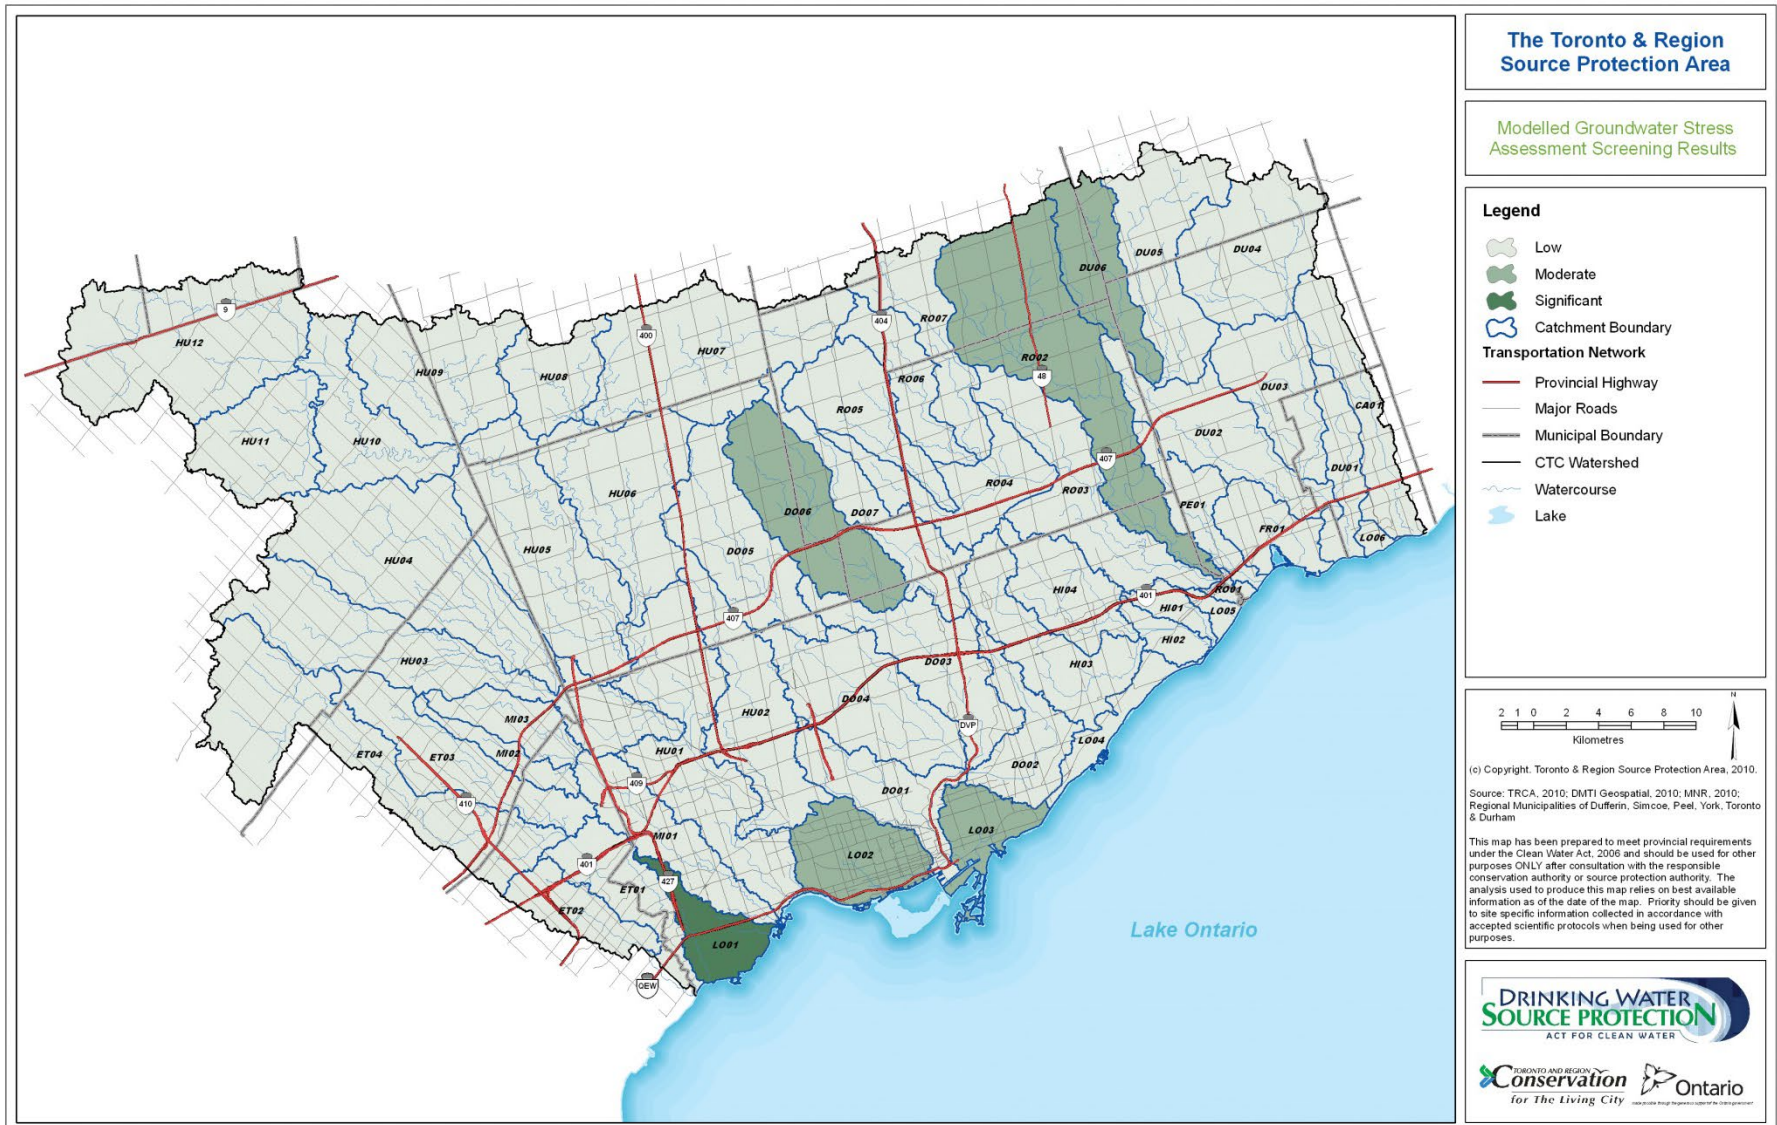 The Toronto & Region
Source Protection Area
Modelled Groundwater Stress
Assessment Screening Results
Legend
Low
Moderate
Significant
Catchment Boundary
Transportation Network
Provincial Highway
Major Roads
Municipal Boundary
CTC Watershed
Watercourse
Lake
2 1 0 2 4 6 8 10
Kilometres
N
(c) Copyright. Toronto & Region Source Protection Area, 2010.
Source: TRCA, 2010; DMTI Geospatial, 2010; MNR, 2010;
Regional Municipalities of Dufferin, Simcoe, Peel, York, Toronto
& Durham
This map has been prepared to meet provincial requirements
under the Clean Water Act, 2006 and should be used for other
purposes ONLY after consultation with the responsible
conservation authority or source protection authority. The
analysis used to produce this map relies on best available
information as of the date of the map. Priority should be given
to site specific information collected in accordance with
accepted scientific protocols when being used for other
purposes.
DRINKING WATER
SOURCE PROTECTION
ACT FOR CLEAN WATER
TORONTO AND REGION
Conservation
for The Living City
Ontario
DU05
DU04
DU06
9
HU12
404
RO07
400
HU07
RO02
48
HU09
HU08
RO06
DU03
RO05
CA01
HU11
HU10
DU02
407
DU01
HU06
RO04
RO03
DO06
DO07
PE01
FR01
LO06
HU05
DO05
HU04
HI04
401
RO01
HI01
LO05
407
HI02
HU03
DO03
HI03
DO04
HU02
MI03
DVP
LO04
ET04
ET03
MI02
HU01
DO02
409
DO01
410
LO03
MI01
LO02
401
427
ET01
ET02
LO01
Lake Ontario
QEW